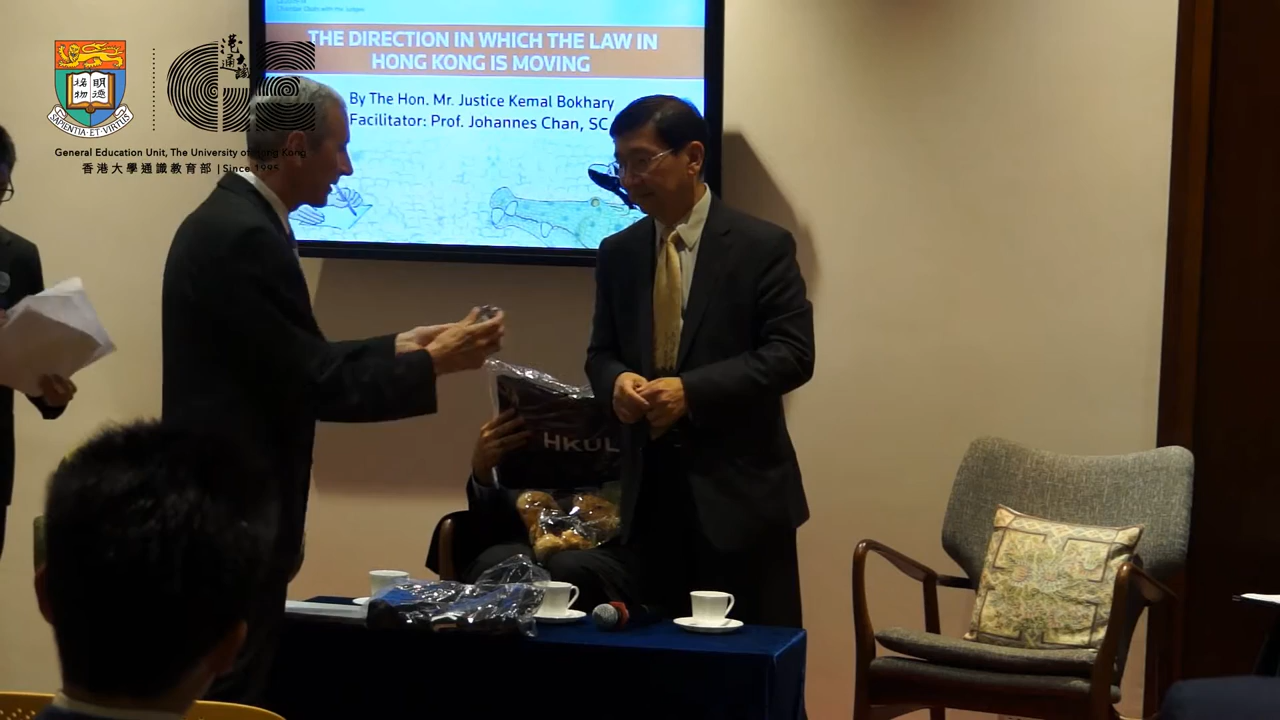 THE DIRECTION IN WHICH THE LAW IN
HONG KONG IS MOVING
By The Hon. Mr. Justice Kemal Bokhary
Facilitator: Prof. Johannes Chan, SC
港大通識
明德
格物
SAPIENTIA·ET·VIRTUS
General Education Unit, The University of Hong Kong
香港大學通識教育部 | Since 1995
HKUL